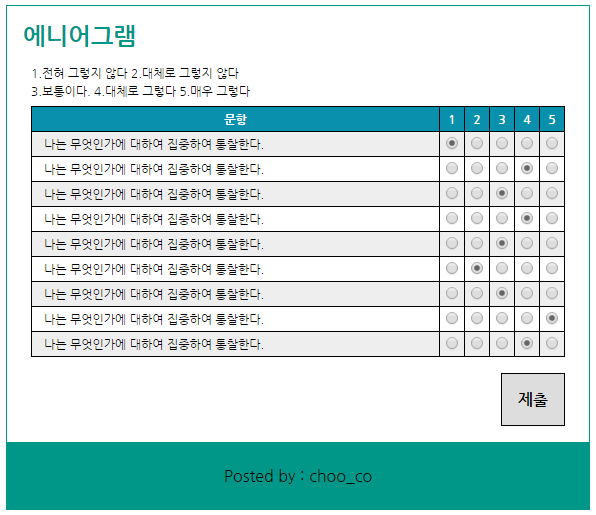 에니어그램
1.전혀 그렇지 않다 2.대체로 그렇지 않다
3.보통이다. 4.대체로 그렇다 5.매우 그렇다
문항 1 2 3 4 5
나는 무엇인가에 대하여 집중하여 통찰한다.
나는 무엇인가에 대하여 집중하여 통찰한다.
나는 무엇인가에 대하여 집중하여 통찰한다.
나는 무엇인가에 대하여 집중하여 통찰한다.
나는 무엇인가에 대하여 집중하여 통찰한다.
나는 무엇인가에 대하여 집중하여 통찰한다.
나는 무엇인가에 대하여 집중하여 통찰한다.
나는 무엇인가에 대하여 집중하여 통찰한다.
나는 무엇인가에 대하여 집중하여 통찰한다.
제출
Posted by : choo_co